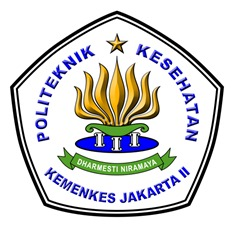 POLITEKNIK KESEHATAN
DHARMESTI NIRAMAYA
KEMENKES JAKARTA II